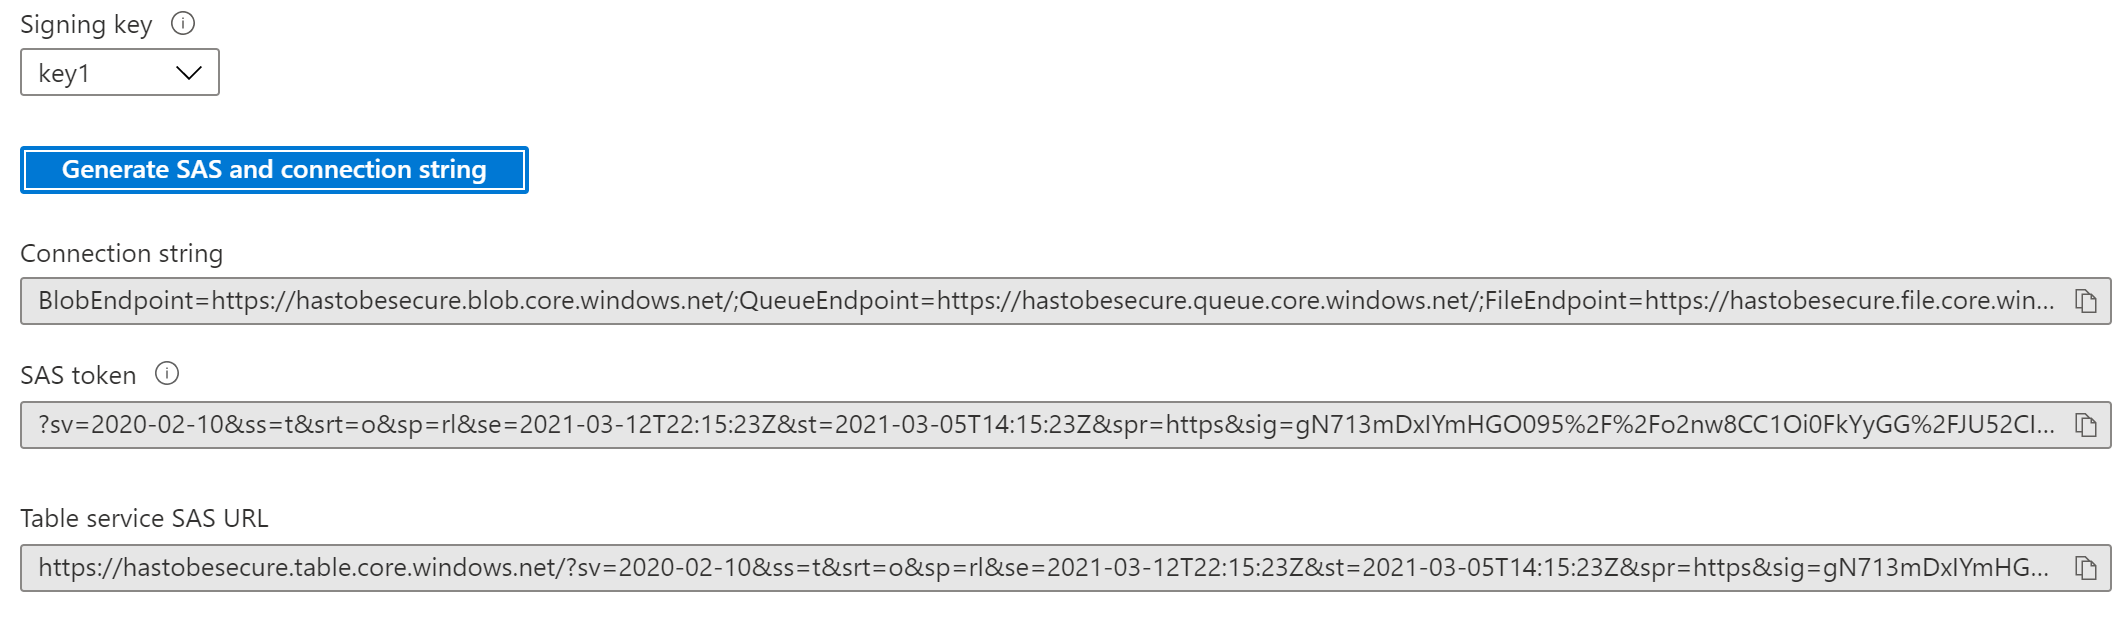 Signing key
key1
Generate SAS and connection string
Connection string
BlobEndpoint=https://hastobesecure.blob.core.windows.net/;QueueEndpoint=https://hastobesecure.queue.core.windows.net/;FileEndpoint=https://hastobesecure.file.core.win...
SAS token
?sv=2020-02-10&ss=t&srt=o&sp=rl&se=2021-03-12T22:15:23Z&st=2021-03-05T14:15:23Z&spr=https&sig=gN713mDxIYmHGO095%2F%2Fo2nw8CC1Oi0FkYyGG%2FJU52CI...
Table service SAS URL
https://hastobesecure.table.core.windows.net/?sv=2020-02-10&ss=t&srt=o&sp=rl&se=2021-03-12T22:15:23Z&st=2021-03-05T14:15:23Z&spr=https&sig=gN713mDxIYmHG...